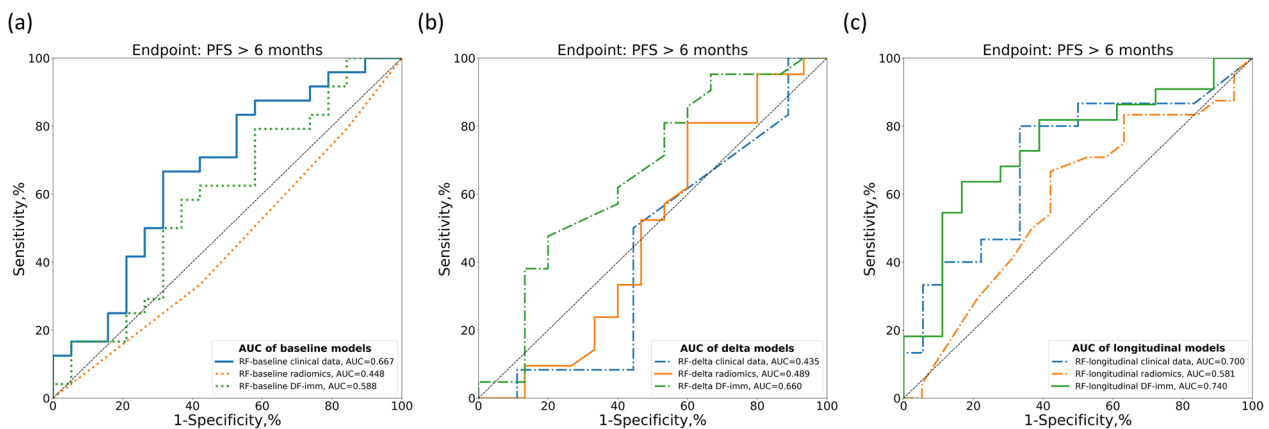 (a)
Endpoint: PFS > 6 months
100
80
60
40
20
0
Sensitivity,%
0 20 40 60 80 100
1-Specificity,%
AUC of baseline models
RF-baseline clinical data, AUC=0.667
RF-baseline radiomics, AUC=0.448
RF-baseline DF-imm, AUC=0.588
(b)
Endpoint: PFS > 6 months
100
80
60
40
20
0
Sensitivity,%
0 20 40 60 80 100
1-Specificity,%
AUC of delta models
RF-delta clinical data, AUC=0.435
RF-delta radiomics, AUC=0.489
RF-delta DF-imm, AUC=0.660
(c)
Endpoint: PFS > 6 months
100
80
60
40
20
0
Sensitivity,%
0 20 40 60 80 100
1-Specificity,%
AUC of longitudinal models
RF-longitudinal clinical data, AUC=0.700
RF-longitudinal radiomics, AUC=0.581
RF-longitudinal DF-imm, AUC=0.740